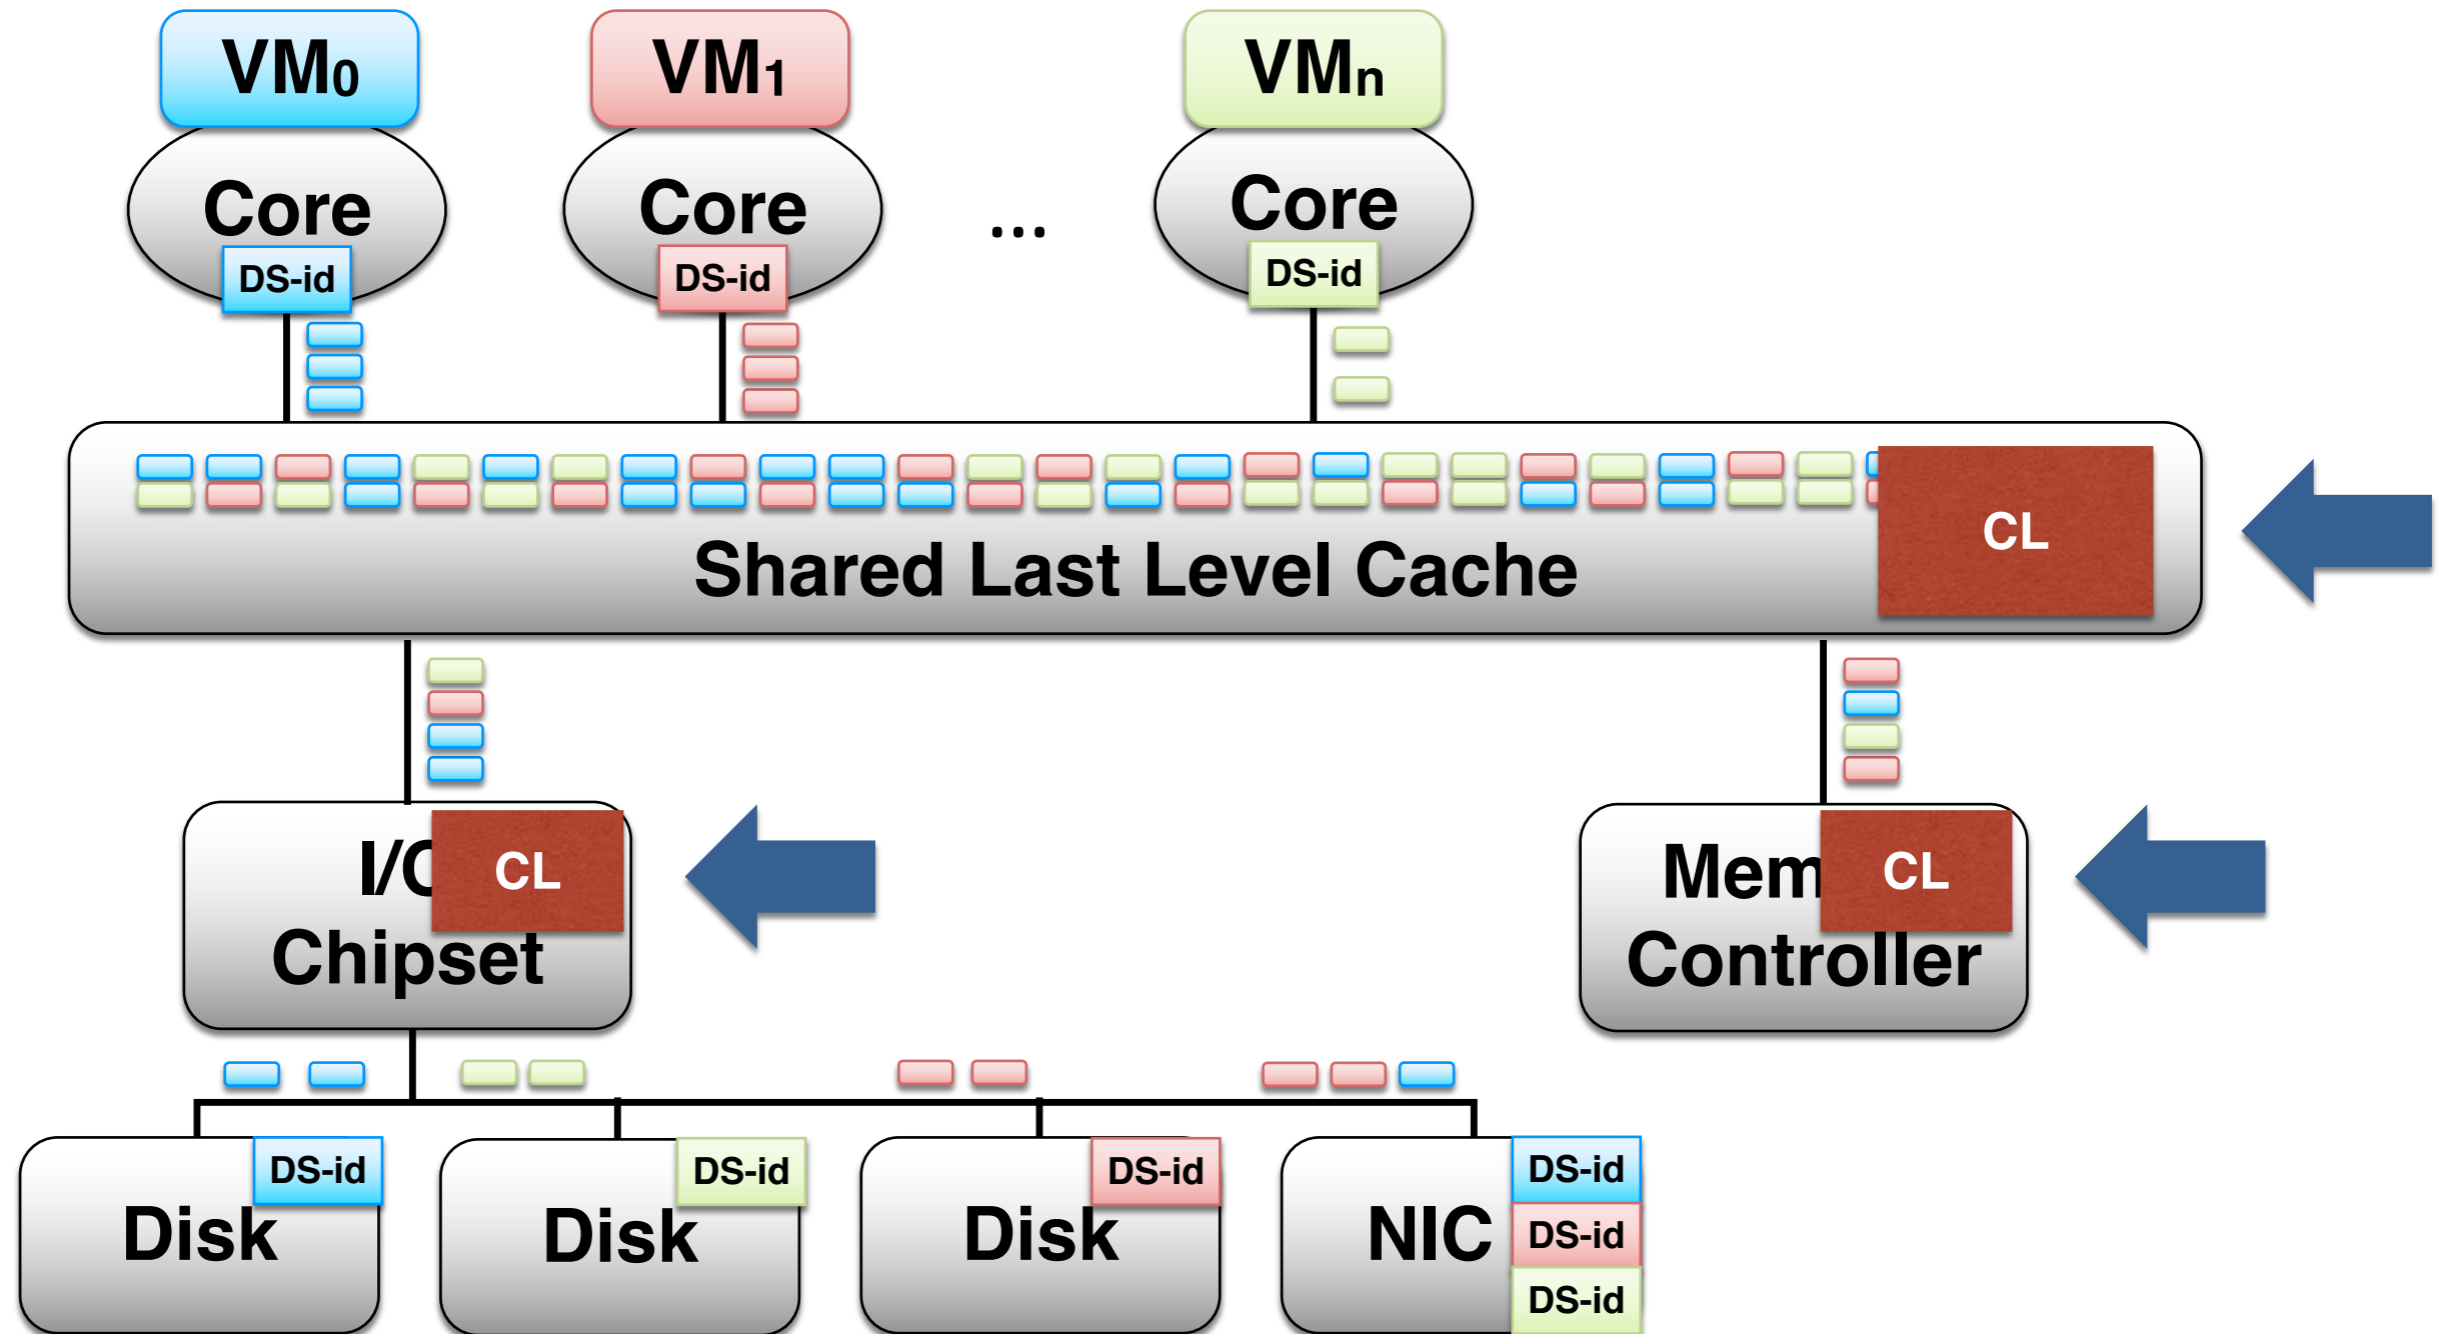 VM0
VM1
VMn
Core
Core
Core
...
DS-id
DS-id
DS-id
CL
Shared Last Level Cache
I/
CL
Chipset
Mem
CL
Controller
DS-id
DS-id
DS-id
DS-id
Disk
Disk
Disk
NIC
DS-id
DS-id